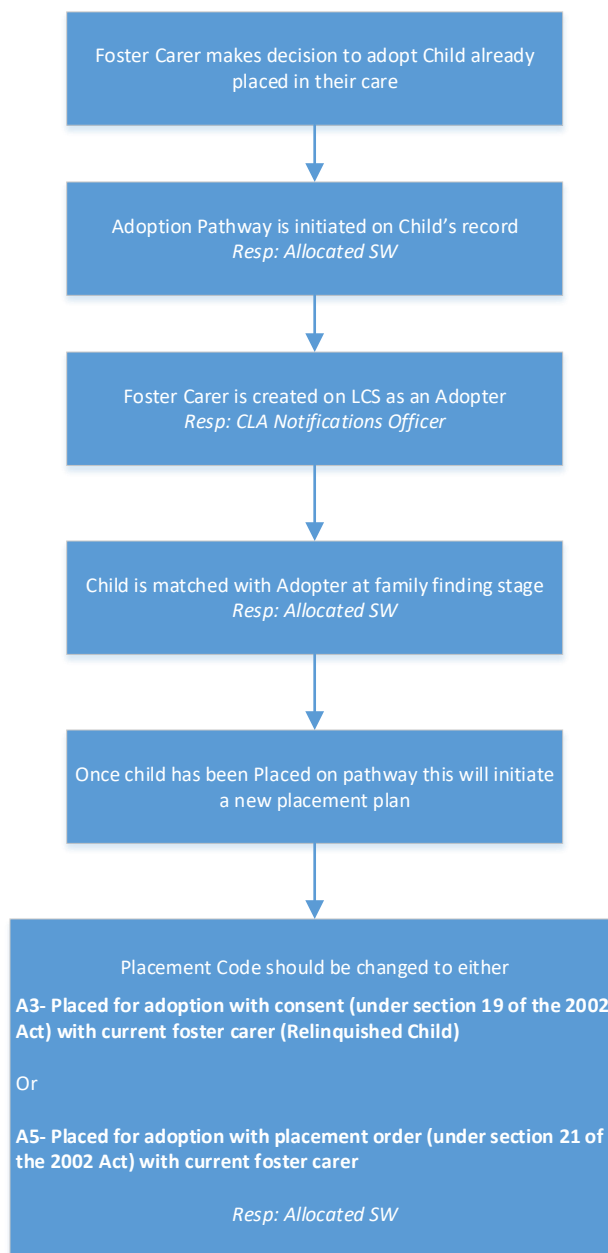 Foster Carer makes decision to adopt Child already
placed in their care
Adoption Pathway is initiated on Child's record
Resp: Allocated SW
Foster Carer is created on LCS as an Adopter
Resp: CLA Notifications Officer
Child is matched with Adopter at family finding stage
Resp: Allocated SW
Once child has been Placed on pathway this will initiate
a new placement plan
Placement Code should be changed to either
A3- Placed for adoption with consent (under section 19 of the 2002
Act) with current foster carer (Relinquished Child)
Or
A5- Placed for adoption with placement order (under section 21 of
the 2002 Act) with current foster carer
Resp: Allocated SW